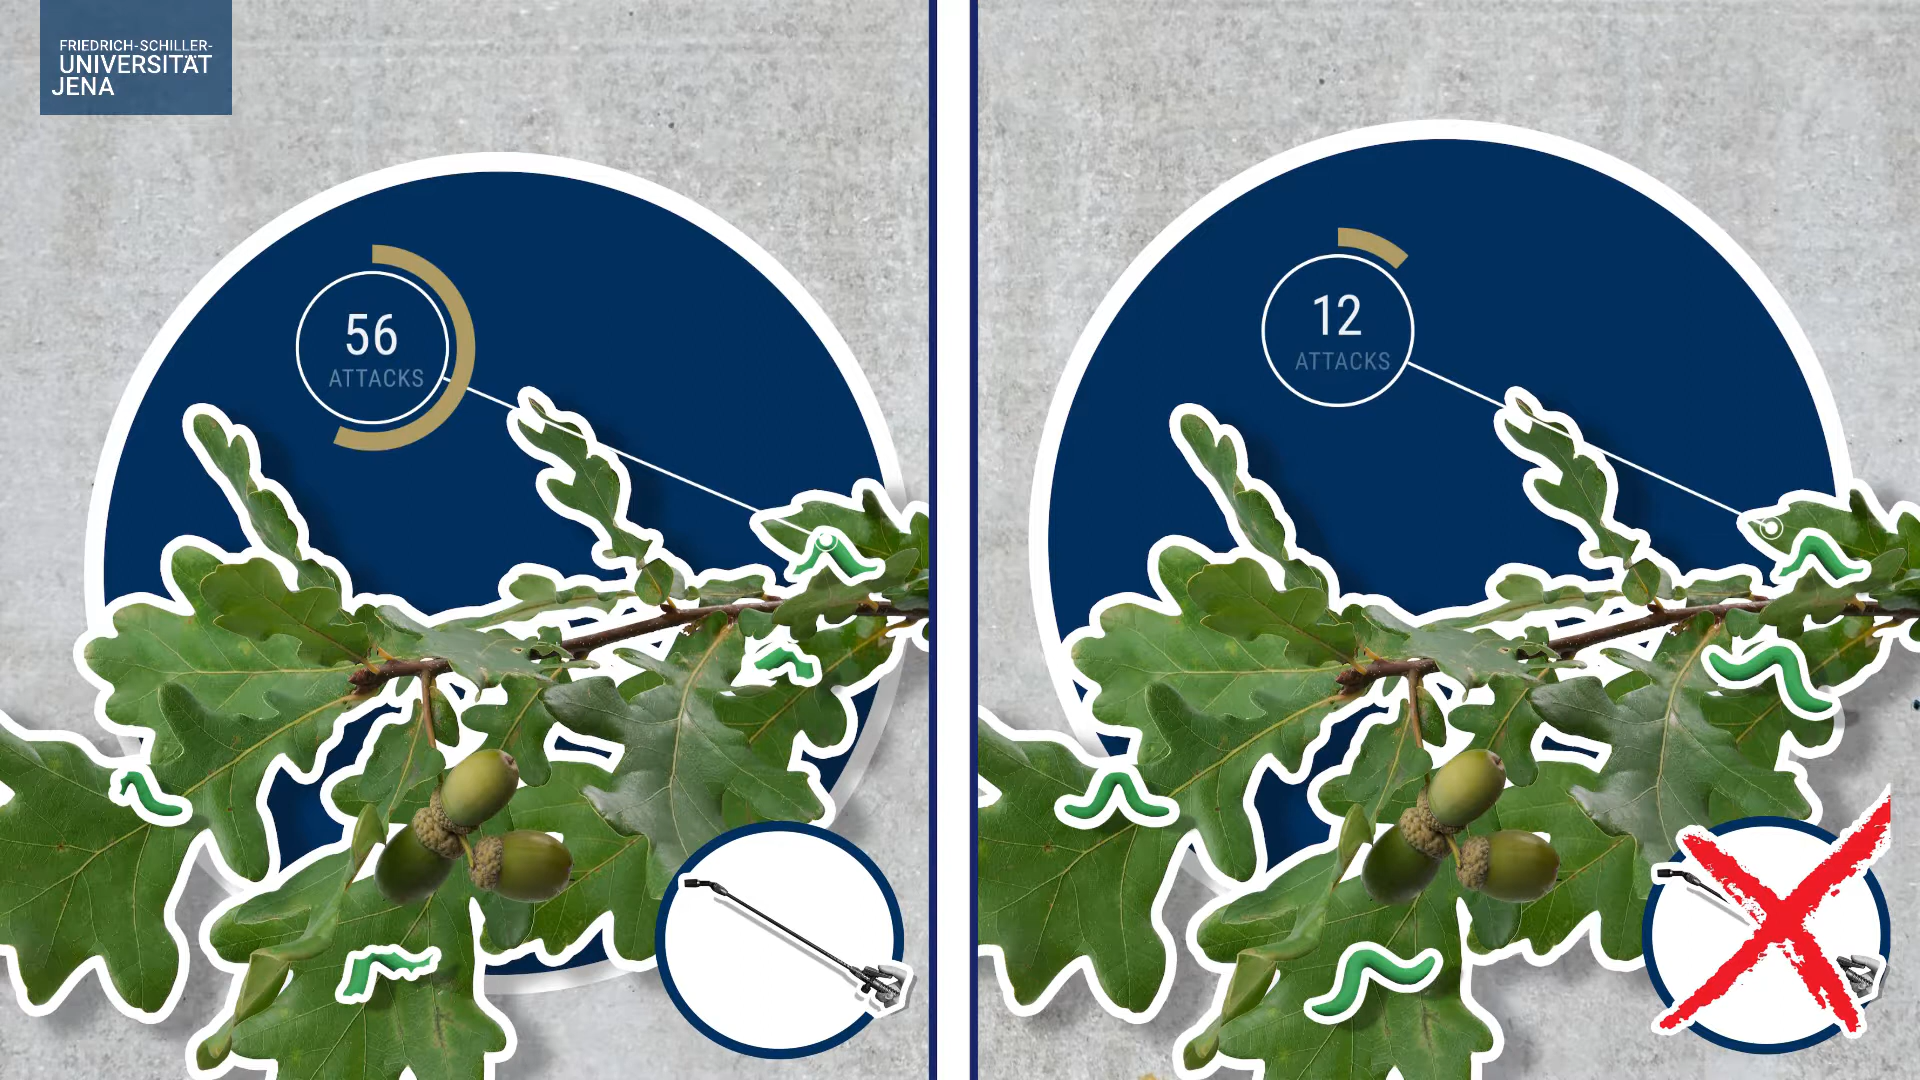 FRIEDRICH-SCHILLER-
UNIVERSITÄT
JENA
56
ATTACKS
12
ATTACKS